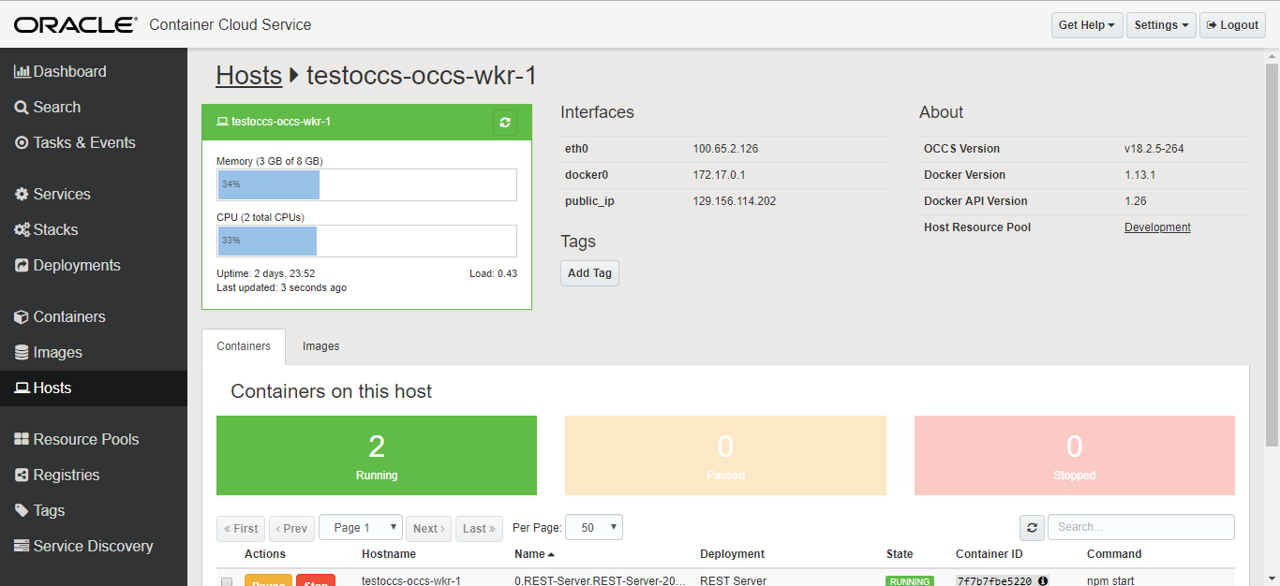 ORACLE® Container Cloud Service
Get Help
Settings
Logout
Dashboard
Search
Tasks & Events
Services
Stacks
Deployments
Containers
Images
Hosts
Resource Pools
Registries
Tags
Service Discovery
Hosts testoccs-occs-wkr-1
testoccs-occs-wkr-1
Memory (3 GB of 8 GB)
34%
CPU (2 total CPUs)
33%
Uptime: 2 days, 23:52 Load: 0.43
Last updated: 3 seconds ago
Interfaces
eth0 100.65.2.126
docker0 172.17.0.1
public_ip 129.156.114.202
Tags
Add Tag
About
OCCS Version v18.2.5-264
Docker Version 1.13.1
Docker API Version 1.26
Host Resource Pool Development
Containers Images
Containers on this host
2
Running
0
Paused
0
Stopped
« First ‹ Prev Page 1 Next › Last » Per Page: 50 Search...
Actions Hostname Name Deployment State Container ID Command
Pause Stop testoccs-occs-wkr-1 0.REST-Server.REST-Server-20... REST Server RUNNING 7f7b7fbe5220 npm start